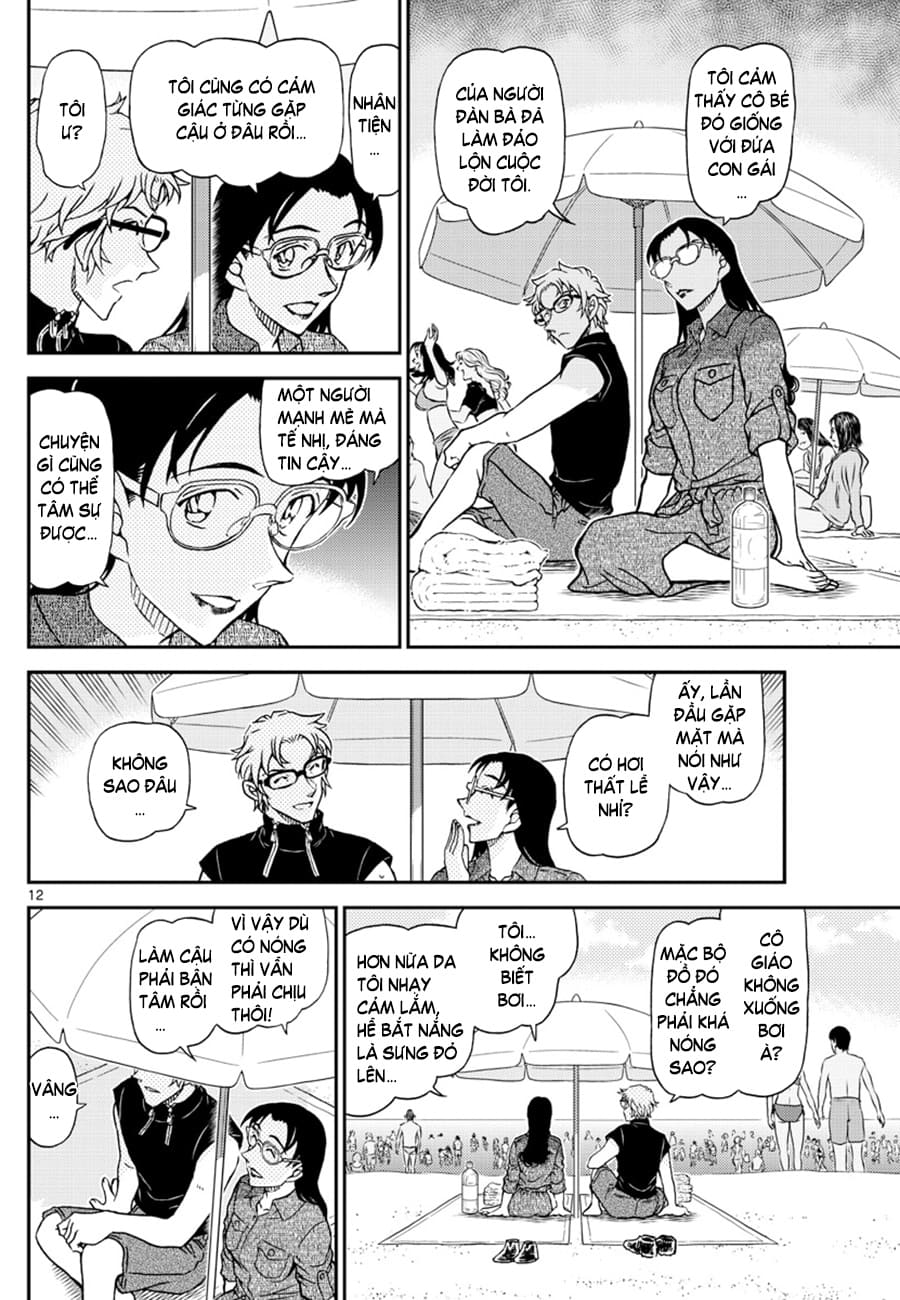 TÔI CẢM
THẤY CÔ BÉ
ĐÓ GIỐNG
VỚI ĐỨA
CON GÁI
...
CỦA NGƯỜI
ĐÀN BÀ ĐÃ
LÀM ĐẢO
LỘN CUỘC
ĐỜI TÔI.
NHÂN
TIỆN
...
TÔI CŨNG CÓ CẢM
GIÁC TỪNG GẶP
CẬU Ở ĐÂU RỒI...
TÔI
Ư?
MỘT NGƯỜI
MẠNH MẼ MÀ
TẾ NHỊ, ĐÁNG
TIN CẬY...
CHUYỆN
GÌ CŨNG
CÓ THỂ
TÂM SỰ
ĐƯỢC...
ẤY, LẦN
ĐẦU GẶP
MẶT MÀ
NÓI NHƯ
VẬY...
CÓ HƠI
THẤT LỄ
NHỈ?
KHÔNG
SAO ĐÂU
...
12
CÔ
GIÁO
KHÔNG
XUỐNG
BƠI
À?
MẶC BỘ
ĐỒ ĐÓ
CHẲNG
PHẢI KHÁ
NÓNG
SAO?
TÔI...
KHÔNG
BIẾT
BƠI...
HƠN NỮA DA
TÔI NHẠY
CẢM LẮM,
HỄ BẮT NẮNG
LÀ SƯNG ĐỎ
LÊN...
VÌ VẬY DÙ
CÓ NÓNG
THÌ VẪN
PHẢI CHỊU
THÔI!
LÀM CẬU
PHẢI BẬN
TÂM RỒI
...
VÂNG
...